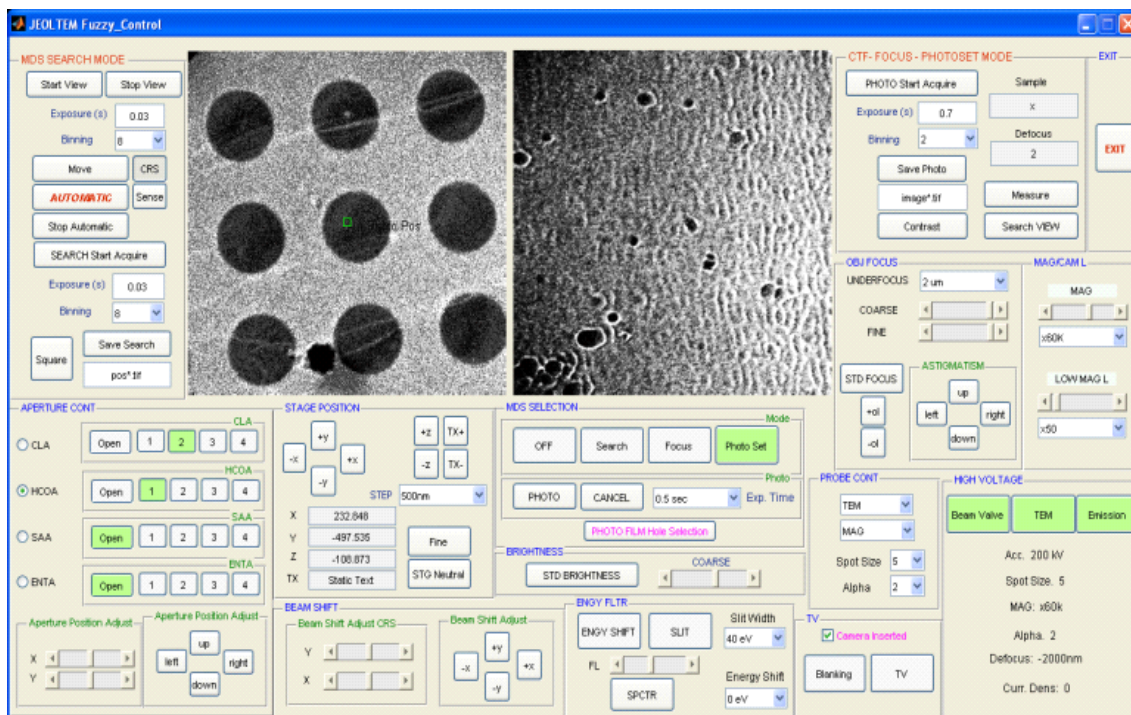 JEOLTEM Fuzzy_Control
MDS SEARCH MODE
Start View Stop View
Exposure (s) 0.03
Binning 8
Move CRS
AUTOMATIC Sense
Stop Automatic
SEARCH Start Acquire
Exposure (s) 0.03
Binning 8
Square Save Search
pos*.tif
Pos
CTF- FOCUS - PHOTOSET MODE
PHOTO Start Acquire Sample
Exposure (s) 0.7 x
Binning 2 Defocus
2
Save Photo
image*.tif Measure
Contrast Search VIEW
EXIT
EXIT
OBJ FOCUS
UNDERFOCUS 2 um
COARSE
FINE
STD FOCUS
+ol
-ol
ASTIGMATISM
up
left right
down
MAG/CAM L
MAG
x60K
LOW MAG L
x50
APERTURE CONT
CLA
CLA Open 1 2 3 4
HCOA
HCOA Open 1 2 3 4
SAA
SAA Open 1 2 3 4
ENTA
ENTA Open 1 2 3 4
Aperture Position Adjust
X
Y
Aperture Position Adjust
up
left right
down
STAGE POSITION
+y +z TX+
-x +x
-y -z TX-
STEP 500nm
X 232.848
Y -497.535
Z -108.873
TX Static Text
Fine
STG Neutral
MDS SELECTION
Mode
OFF Search Focus Photo Set
Photo
PHOTO CANCEL 0.5 sec Exp. Time
PHOTO FILM Hole Selection
BRIGHTNESS
STD BRIGHTNESS COARSE
BEAM SHIFT
Beam Shift Adjust CRS
Y
X
Beam Shift Adjust
+y
-x +x
-y
ENGY FLTR
ENGY SHIFT SLIT Slit Width
40 eV
FL Energy Shift
SPCTR 0 eV
PROBE CONT
TEM
MAG
Spot Size 5
Alpha 2
TV
Camera Inserted
Blanking TV
HIGH VOLTAGE
Beam Valve TEM Emission
Acc. 200 kV
Spot Size. 5
MAG: x60k
Alpha. 2
Defocus: -2000nm
Curr. Dens: 0